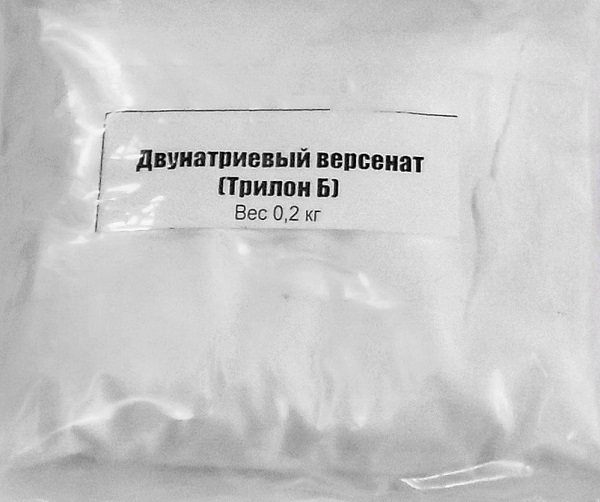 Двунатриевый версенат
(Трилон Б)
Вес 0,2 кг